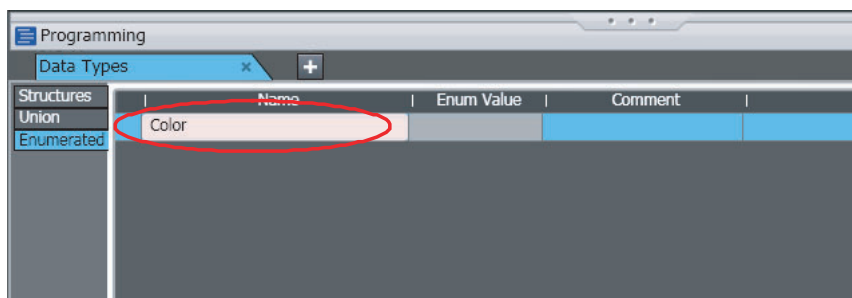 Programming
Data Types × +
Structures
Union
Enumerated
Name Enum Value Comment
Color